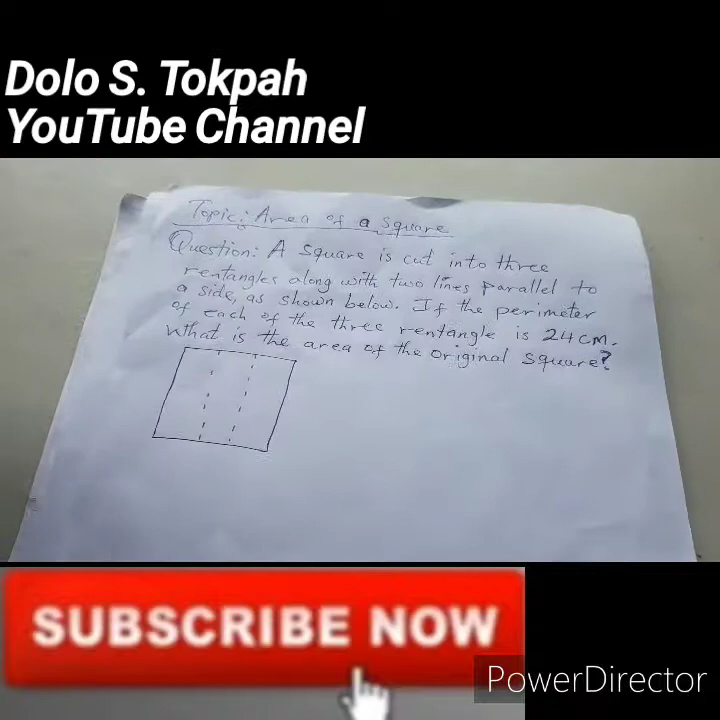 Dolo S. Tokpah
YouTube Channel
Topic: Area of a square
Question: A square is cut into three
rentangles along with two lines parallel to
a side, as shown below. If the perimeter
of each of the three rentangle is 24cm.
What is the area of the original square?
SUBSCRIBE NOW
PowerDirector